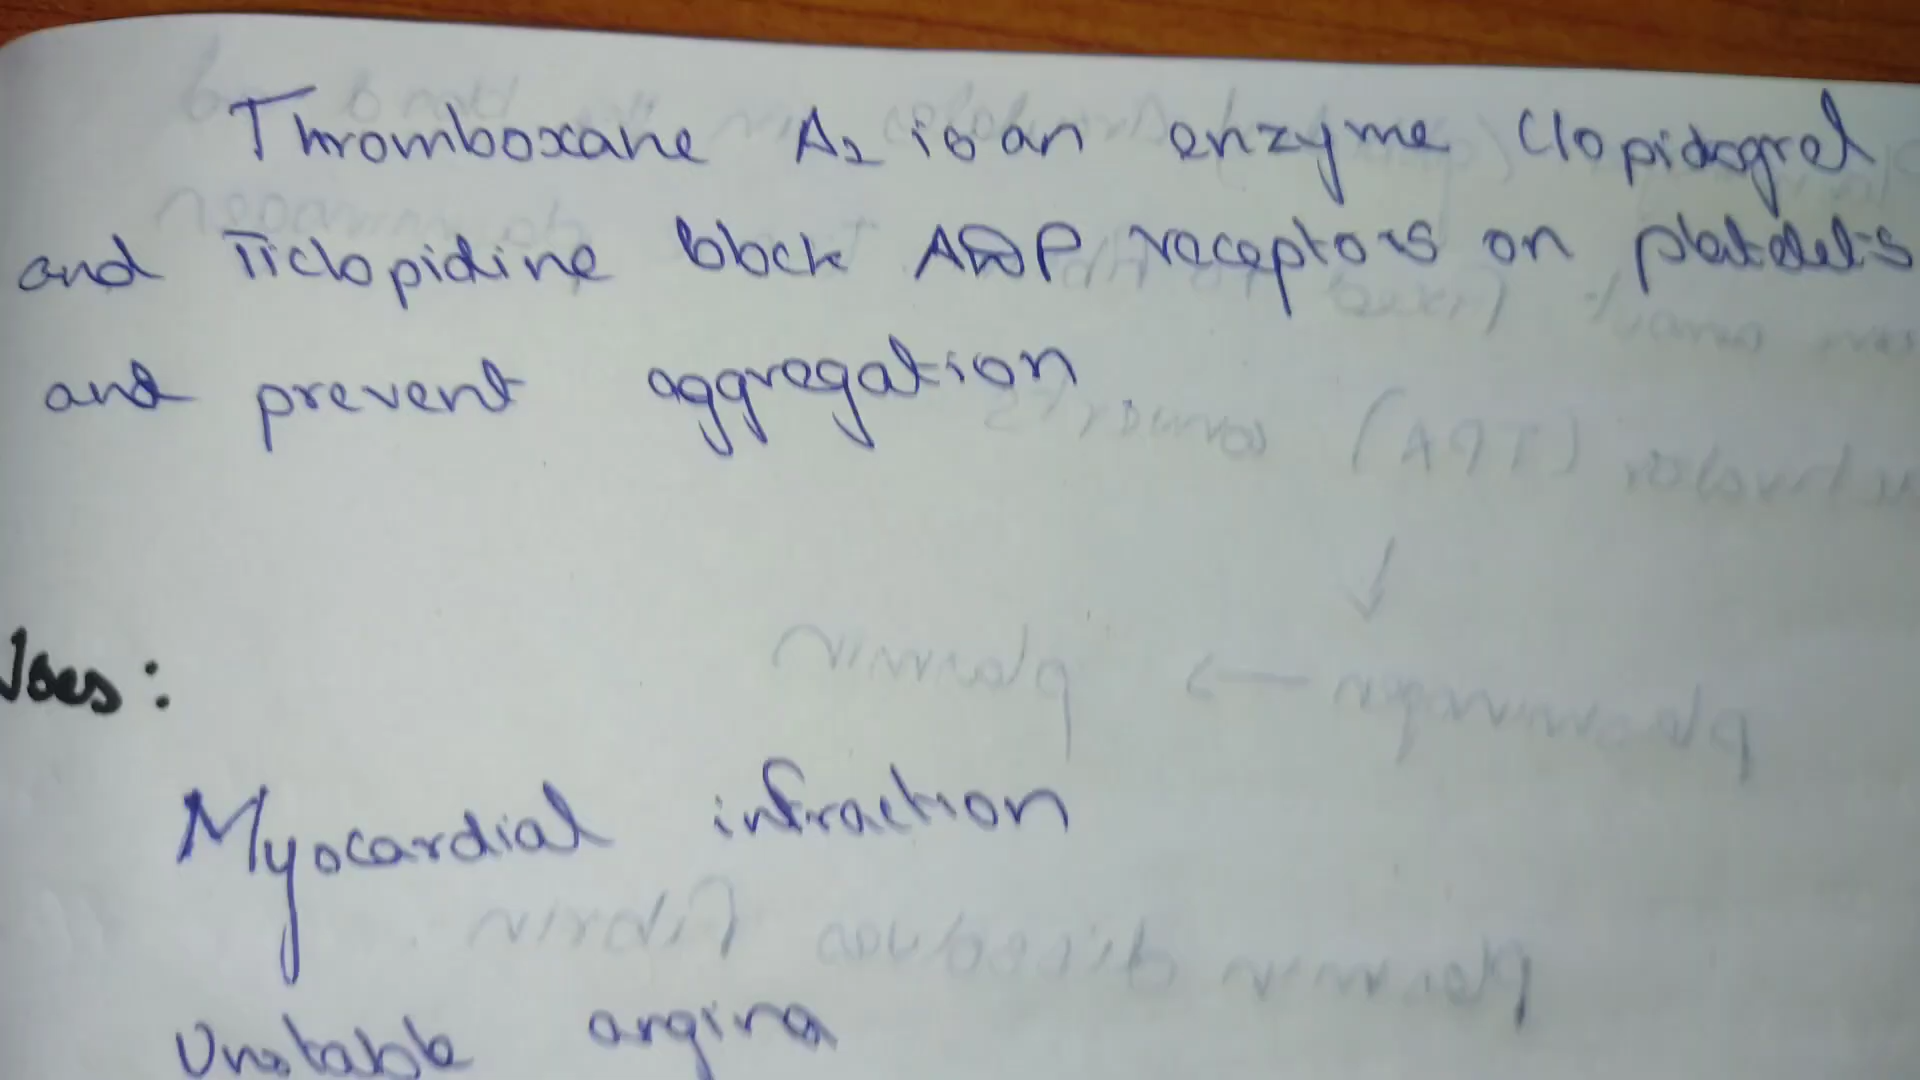 Thromboxane A2 is an enzyme Clopidogrel
and Ticlopidine block ADP receptors on platelets
and prevent aggregation
Uses:
Myocardial infraction
Unstable angina